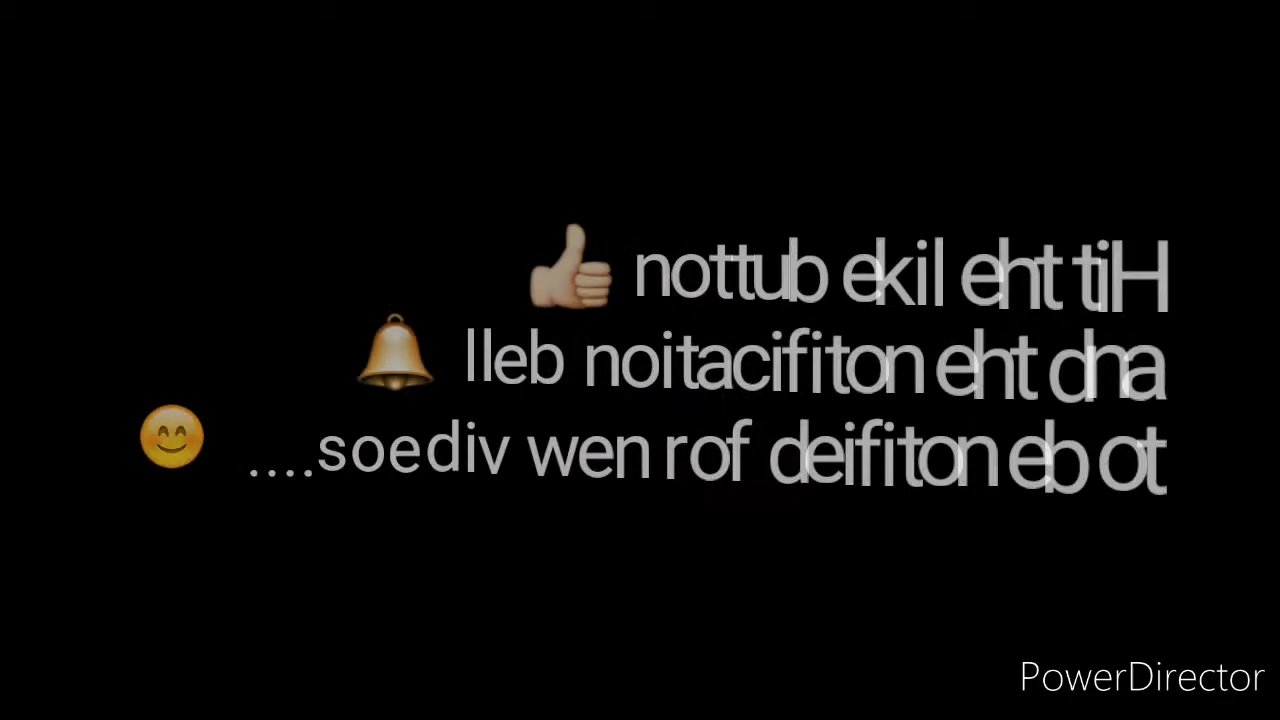 👍 nottub ekil eht tiH
🔔 lleb noitacifiton eht dna
😊 ....soediv wen rof deifiton eb ot
PowerDirector